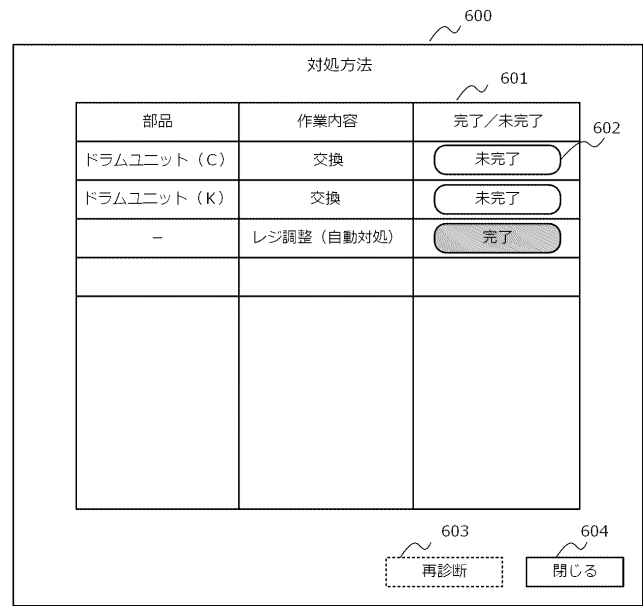 600
対処方法
601
部品 作業内容 完了／未完了
602
ドラムユニット（C） 交換 未完了
ドラムユニット（K） 交換 未完了
－ レジ調整（自動対処） 完了
603 604
再診断 閉じる